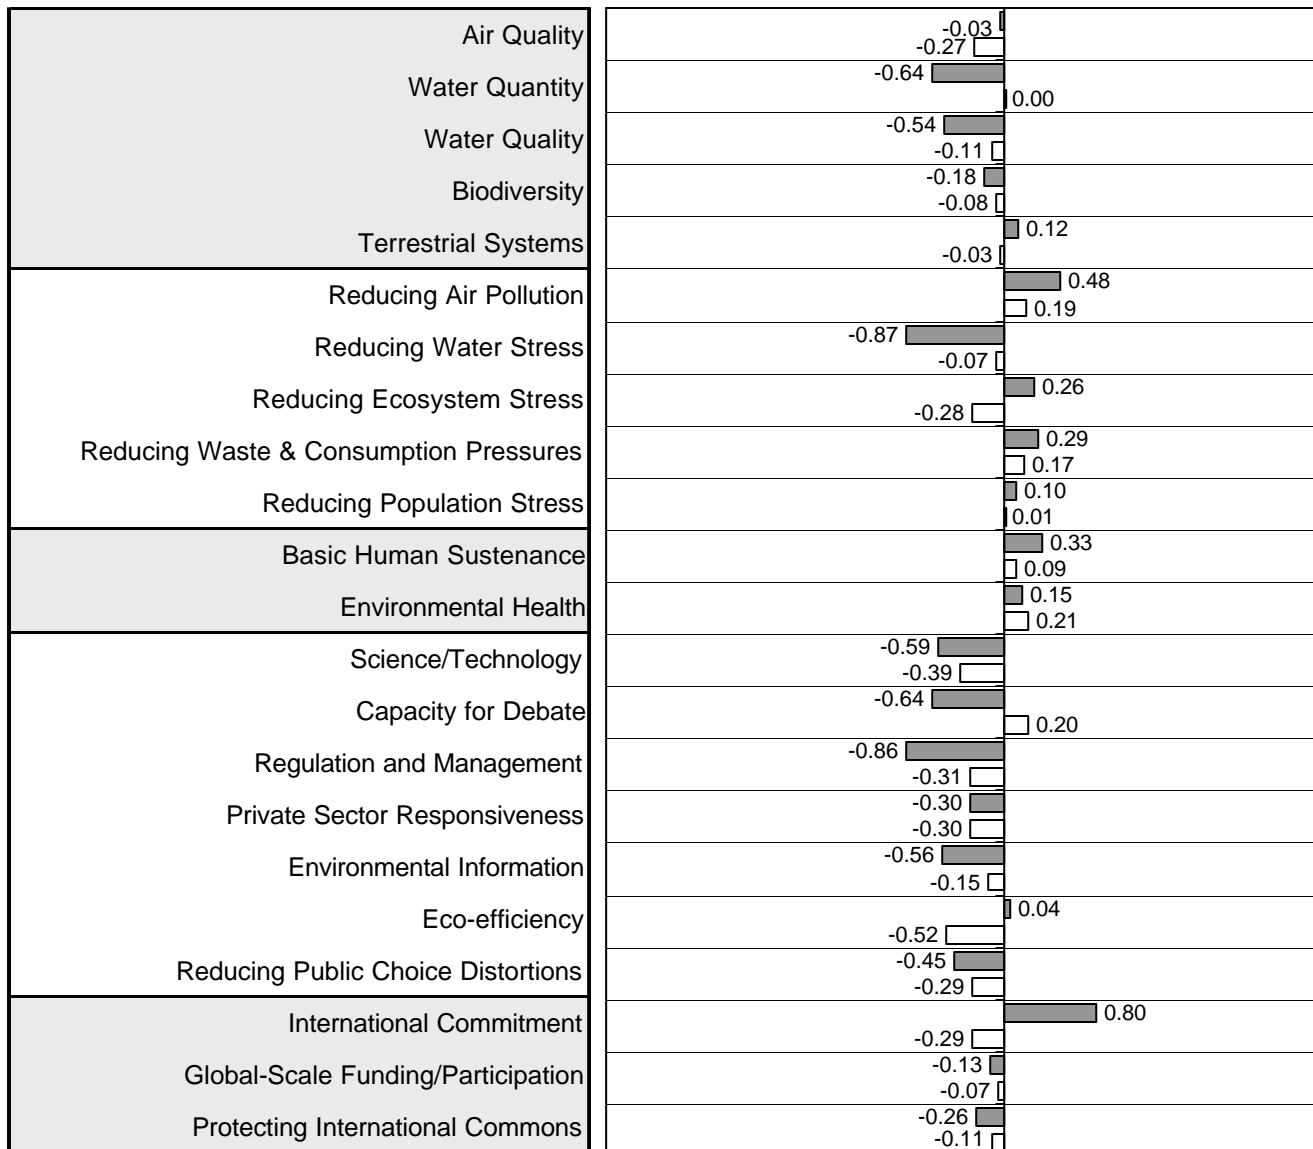 Air Quality
-0.03
-0.27
Water Quantity
-0.64
0.00
Water Quality
-0.54
-0.11
Biodiversity
-0.18
-0.08
Terrestrial Systems
0.12
-0.03
Reducing Air Pollution
0.48
0.19
Reducing Water Stress
-0.87
-0.07
Reducing Ecosystem Stress
0.26
-0.28
Reducing Waste & Consumption Pressures
0.29
0.17
Reducing Population Stress
0.10
0.01
Basic Human Sustenance
0.33
0.09
Environmental Health
0.15
0.21
Science/Technology
-0.59
-0.39
Capacity for Debate
-0.64
0.20
Regulation and Management
-0.86
-0.31
Private Sector Responsiveness
-0.30
-0.30
Environmental Information
-0.56
-0.15
Eco-efficiency
0.04
-0.52
Reducing Public Choice Distortions
-0.45
-0.29
International Commitment
0.80
-0.29
Global-Scale Funding/Participation
-0.13
-0.07
Protecting International Commons
-0.26
-0.11